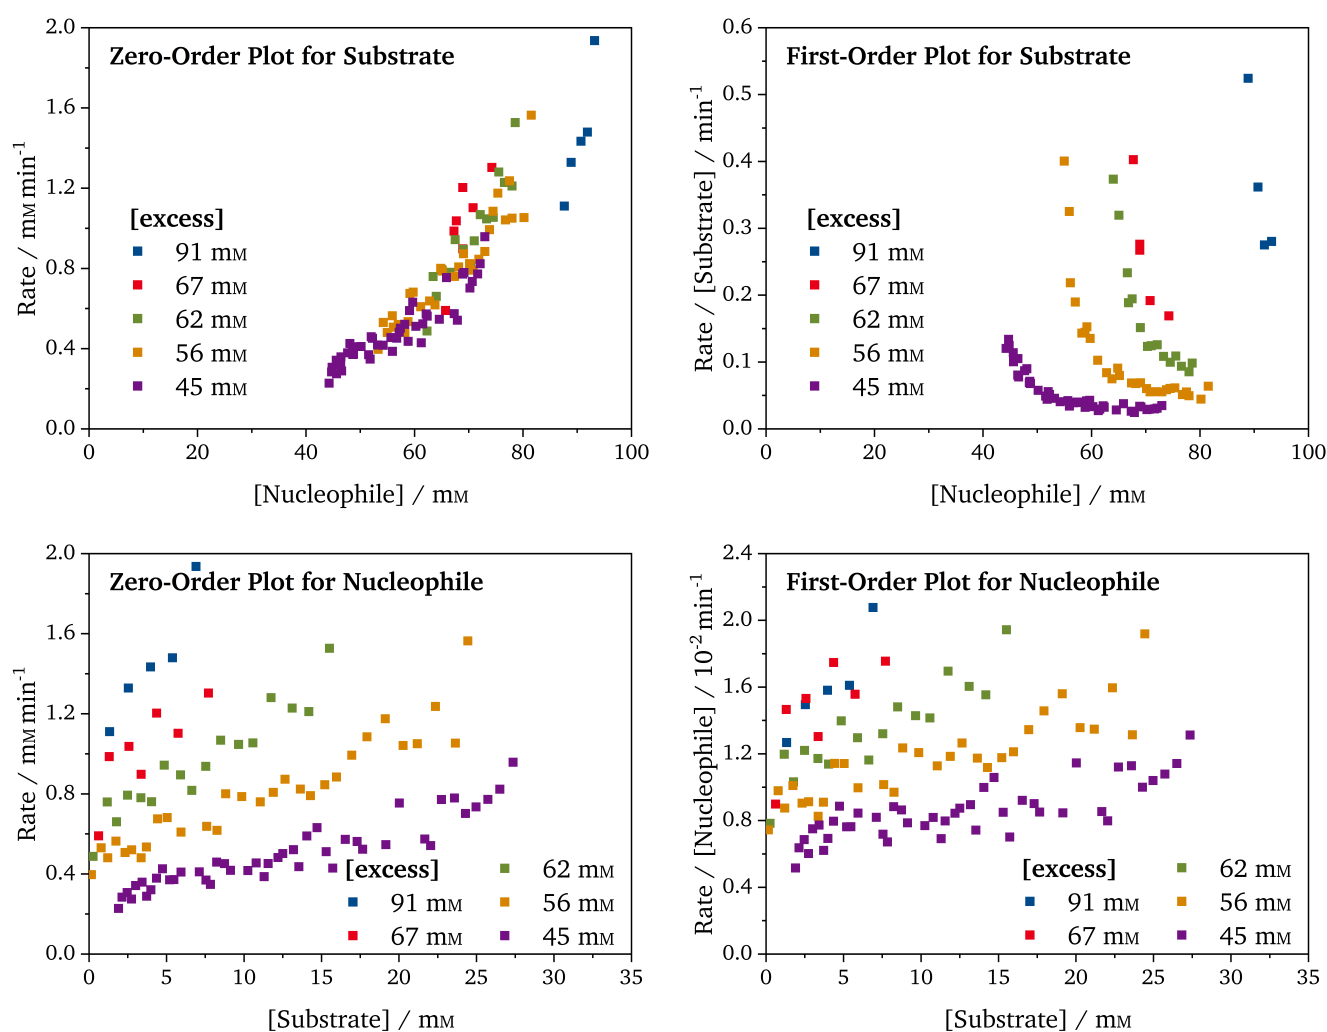 Zero-Order Plot for Substrate
Rate / mM min-1
2.0
1.6
1.2
0.8
0.4
0.0
[excess]
91 mM
67 mM
62 mM
56 mM
45 mM
0 20 40 60 80 100
[Nucleophile] / mM
First-Order Plot for Substrate
Rate / [Substrate] / min-1
0.6
0.5
0.4
0.3
0.2
0.1
0.0
[excess]
91 mM
67 mM
62 mM
56 mM
45 mM
0 20 40 60 80 100
[Nucleophile] / mM
Zero-Order Plot for Nucleophile
Rate / mM min-1
2.0
1.6
1.2
0.8
0.4
0.0
[excess]
91 mM
67 mM
62 mM
56 mM
45 mM
0 5 10 15 20 25 30 35
[Substrate] / mM
First-Order Plot for Nucleophile
Rate / [Nucleophile] / 10-2 min-1
2.4
2.0
1.6
1.2
0.8
0.4
0.0
[excess]
91 mM
67 mM
62 mM
56 mM
45 mM
0 5 10 15 20 25 30 35
[Substrate] / mM